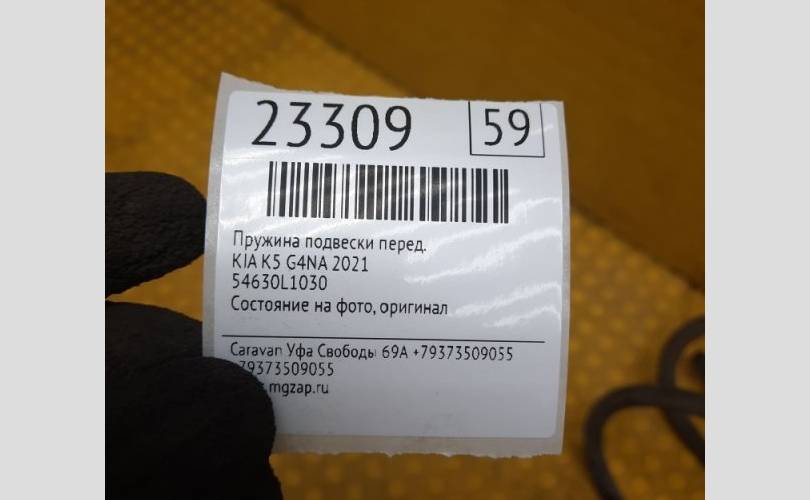 23309
59
Пружина подвески перед.
KIA K5 G4NA 2021
54630L1030
Состояние на фото, оригинал
Caravan Уфа Свободы 69А +79373509055
79373509055
mgzap.ru